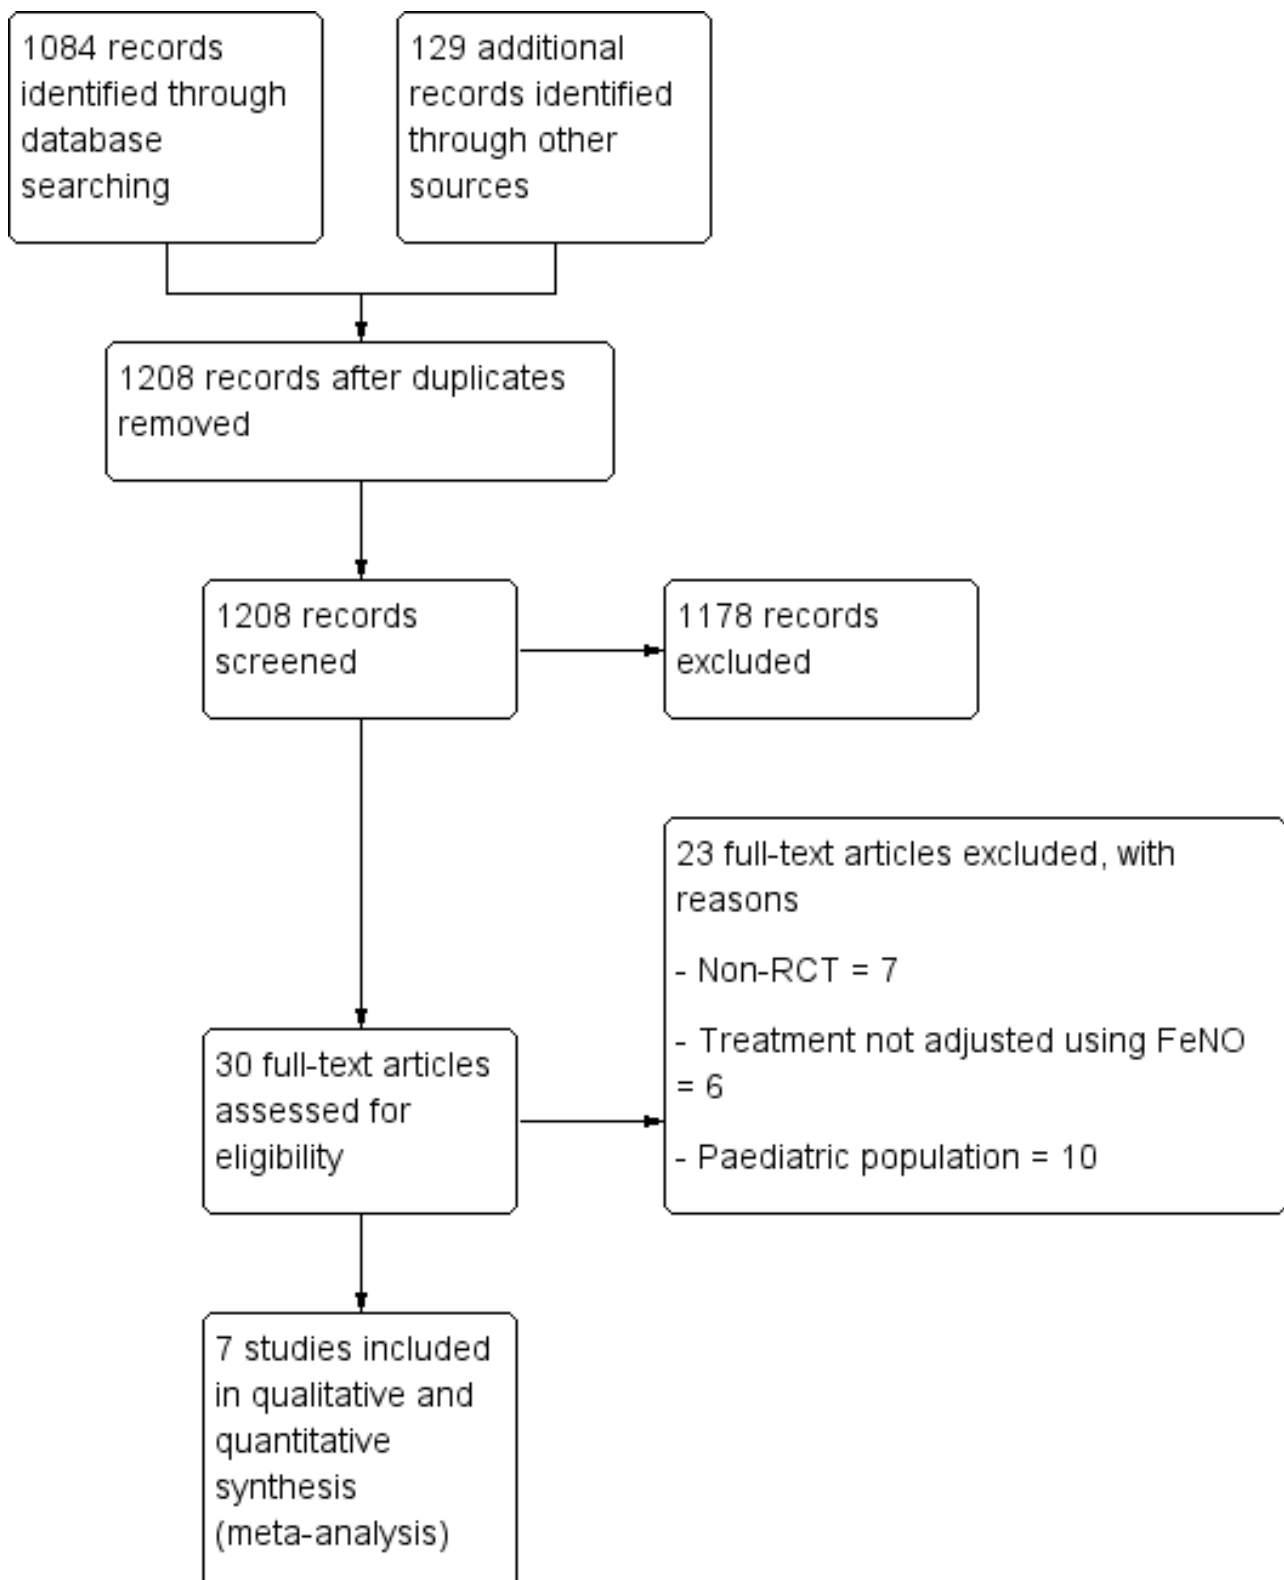 1084 records
identified through
database
searching
129 additional
records identified
through other
sources
1208 records after duplicates
removed
1208 records
screened
1178 records
excluded
30 full-text articles
assessed for
eligibility
23 full-text articles excluded, with
reasons
- Non-RCT = 7
- Treatment not adjusted using FeNO
= 6
- Paediatric population = 10
7 studies included
in qualitative and
quantitative
synthesis
(meta-analysis)